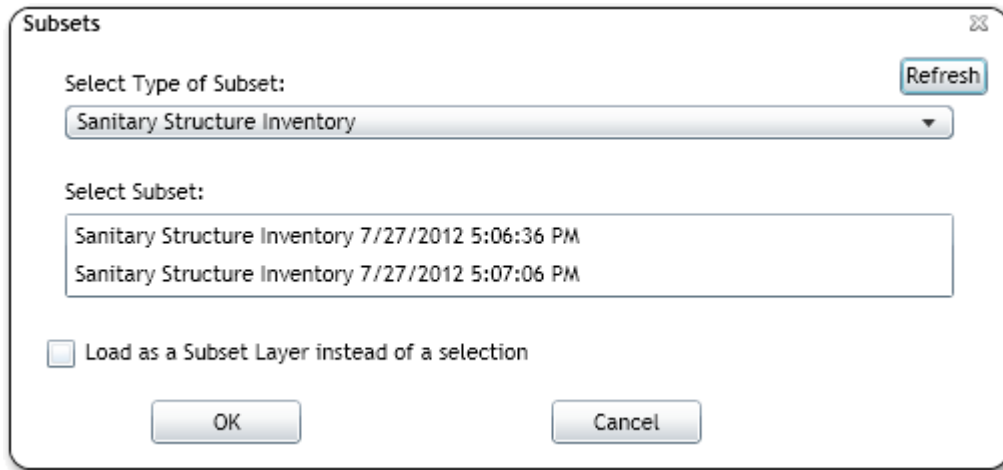 Subsets
Refresh
Select Type of Subset:
Sanitary Structure Inventory
Select Subset:
Sanitary Structure Inventory 7/27/2012 5:06:36 PM
Sanitary Structure Inventory 7/27/2012 5:07:06 PM
Load as a Subset Layer instead of a selection
OK
Cancel